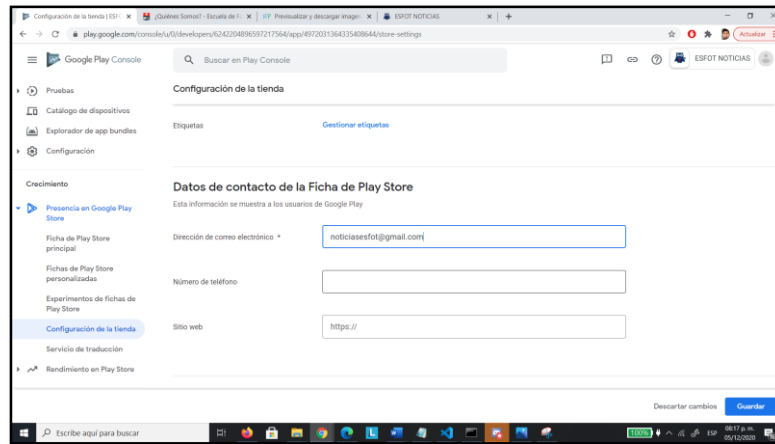 Configuración de la tienda | ESF
¿Quiénes Somos? - Escuela de Fo
Previsualizar y descargar imagen
ESFOT NOTICIAS
play.google.com/console/u/0/developers/6242204896597217564/app/4972031364335408644/store-settings
Actualizar
Google Play Console
Buscar en Play Console
ESFOT NOTICIAS
Pruebas
Catálogo de dispositivos
Explorador de app bundles
Configuración
Crecimiento
Presencia en Google Play
Store
Ficha de Play Store
principal
Fichas de Play Store
personalizadas
Experimentos de fichas de
Play Store
Configuración de la tienda
Servicio de traducción
Rendimiento en Play Store
Configuración de la tienda
Etiquetas
Gestionar etiquetas
Datos de contacto de la Ficha de Play Store
Esta información se muestra a los usuarios de Google Play
Dirección de correo electrónico *
noticiasesfot@gmail.com
Número de teléfono
Sitio web
https://
Descartar cambios
Guardar
Escribe aquí para buscar
100%
ESP
08:17 p. m.
05/12/2020